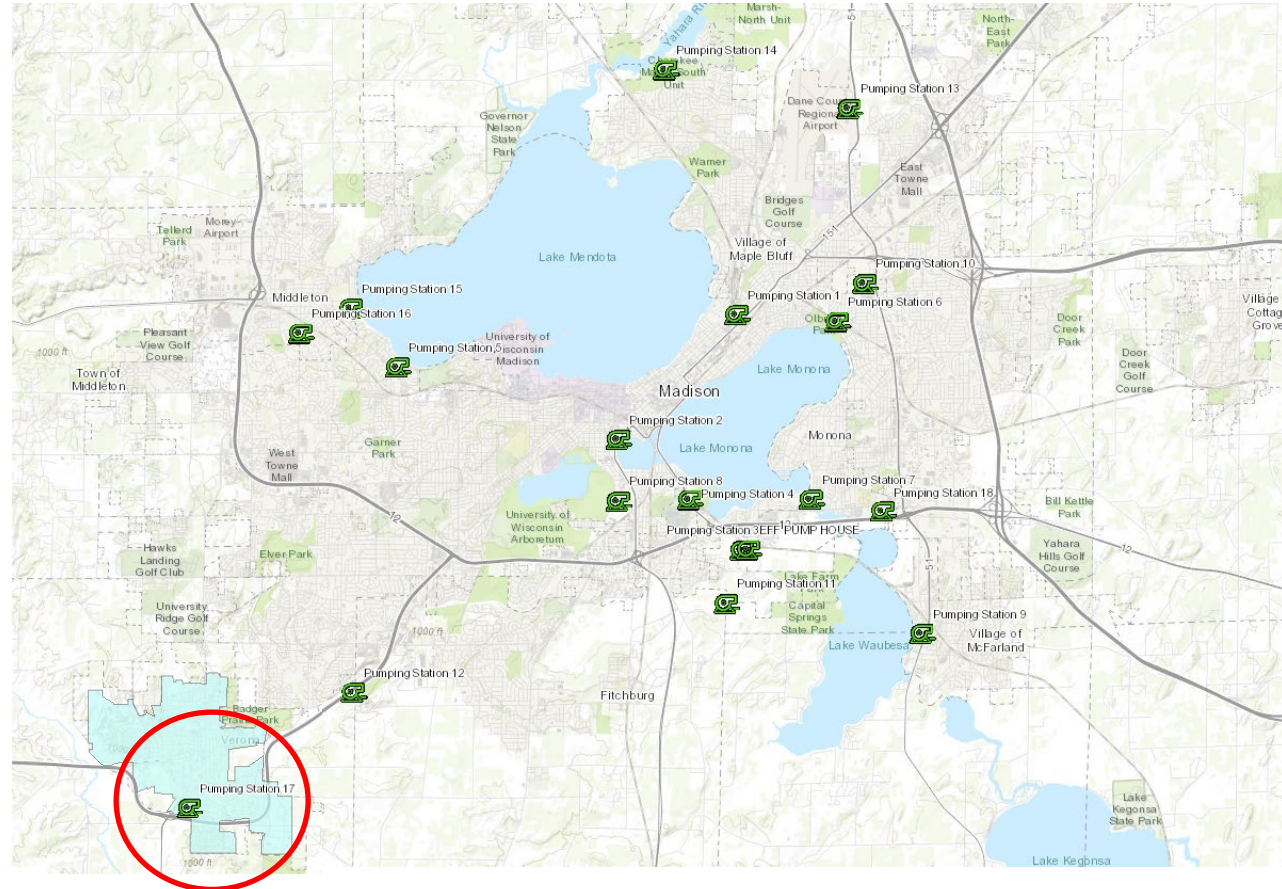 Marsh-
North Unit
North-
East
Park
51
Yahara
Pumping Station 14
Cherokee
Marsh South
Unit
Pumping Station 13
Dane County
Regional
Airport
Governor
Nelson
State
Park
Warner
Park
East
Towne
Mall
Bridges
Golf
Course
151
Morey-
Airport
Tellerd
Park
Village of
Maple Bluff
Lake Mendota
Pumping Station 10
Pumping Station 15
Middleton
Pumping Station 1
Pumping Station 6
Pumping Station 16
Village
Cottag
Grove
Door
Creek
Park
Pleasant
View Golf
Course
1000 ft
University of
Wisconsin
Madison
Pumping Station 5
Door
Creek
Golf
Course
Town of
Middleton
Lake Monona
Madison
Pumping Station 2
Monona
Garner
Park
Lake Monona
West
Towne
Mall
Pumping Station 8
Pumping Station 7
Pumping Station 4
Pumping Station 18
Bill Kettle
Park
12
University of
Wisconsin
Arboretum
Pumping Station 3EFF PUMP HOUSE
12
Yahara
Hills Golf
Course
12
Hawks
Landing
Golf Club
Elver Park
51
Lake Farm
Pumping Station 11
Capital
Springs
State Park
University
Ridge Golf
Course
1000 ft
Pumping Station 9
Village of
McFarland
Lake Waubesa
Pumping Station 12
Fitchburg
Badger
Prairie Park
Verona
Pumping Station 17
Lake
Kegonsa
State Park
1000 ft
Lake Kegonsa